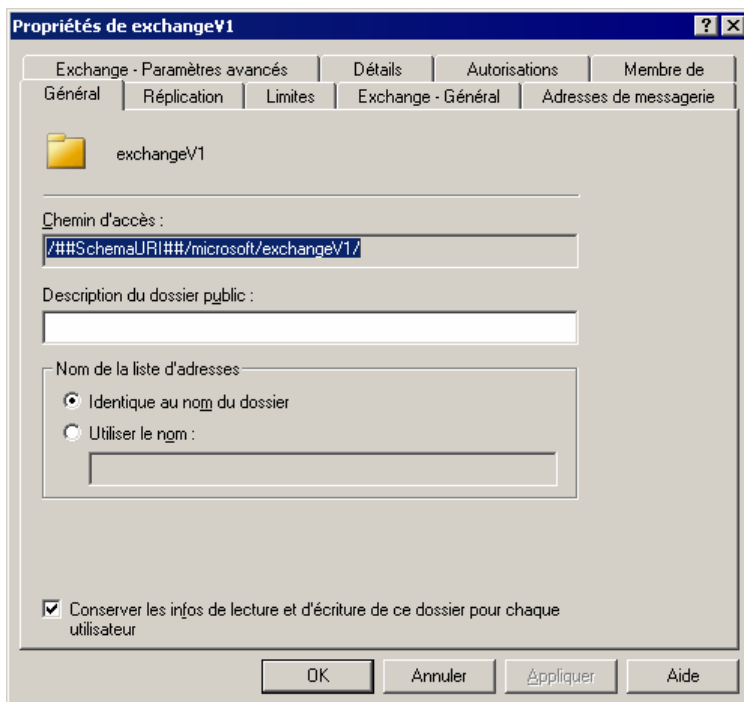 Propriétés de exchangeV1
Exchange - Paramètres avancés Détails Autorisations Membre de
Général Réplication Limites Exchange - Général Adresses de messagerie
exchangeV1
Chemin d'accès :
/##SchemaURI##/microsoft/exchangeV1/
Description du dossier public :
Nom de la liste d'adresses
Identique au nom du dossier
Utiliser le nom :
Conserver les infos de lecture et d'écriture de ce dossier pour chaque
utilisateur
OK Annuler Appliquer Aide